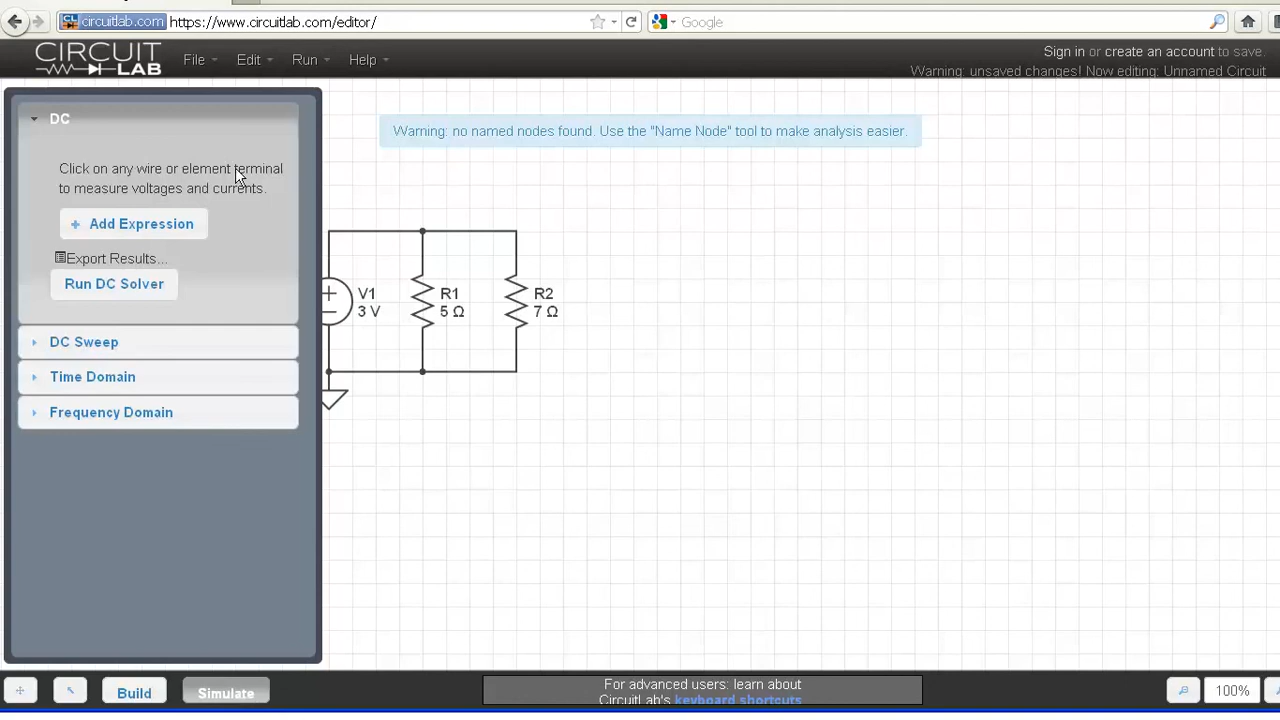 circuitlab.com https://www.circuitlab.com/editor/ Google
CIRCUIT LAB File Edit Run Help
Sign in or create an account to save.
Warning: unsaved changes! Now editing: Unnamed Circuit
DC
Warning: no named nodes found. Use the "Name Node" tool to make analysis easier.
Click on any wire or element terminal
to measure voltages and currents.
+ Add Expression
Export Results...
Run DC Solver
V1
3 V
R1
5 Ω
R2
7 Ω
DC Sweep
Time Domain
Frequency Domain
Build
Simulate
For advanced users: learn about
CircuitLab's keyboard shortcuts
100%